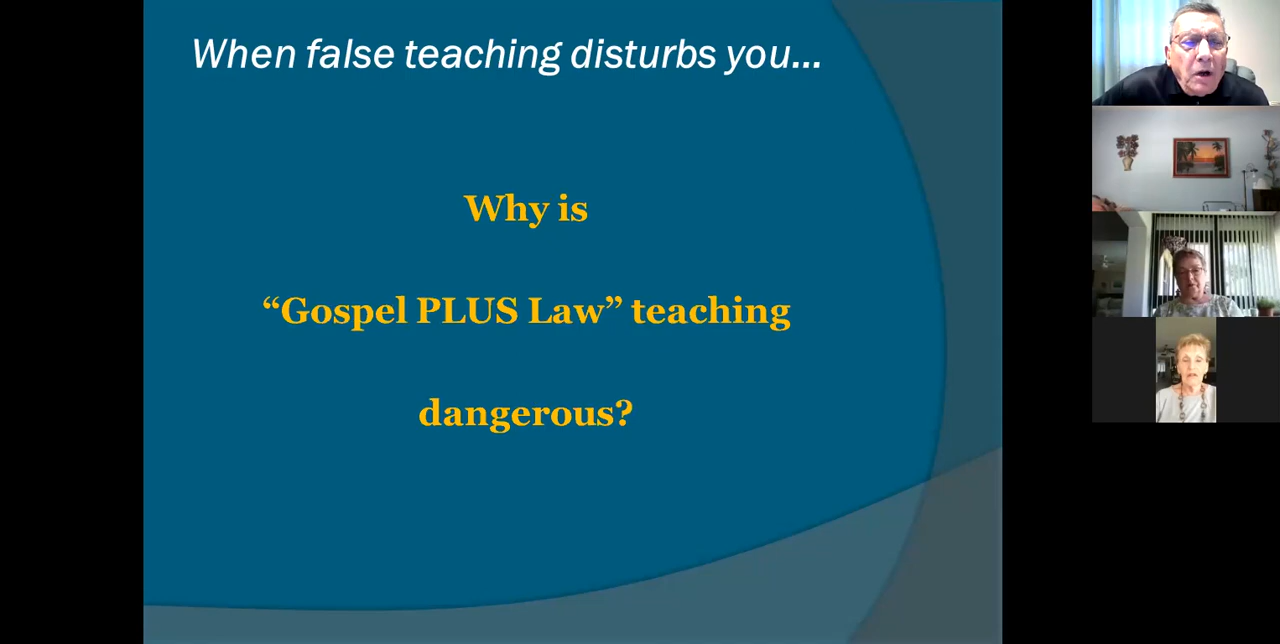 When false teaching disturbs you...
Why is
“Gospel PLUS Law” teaching
dangerous?